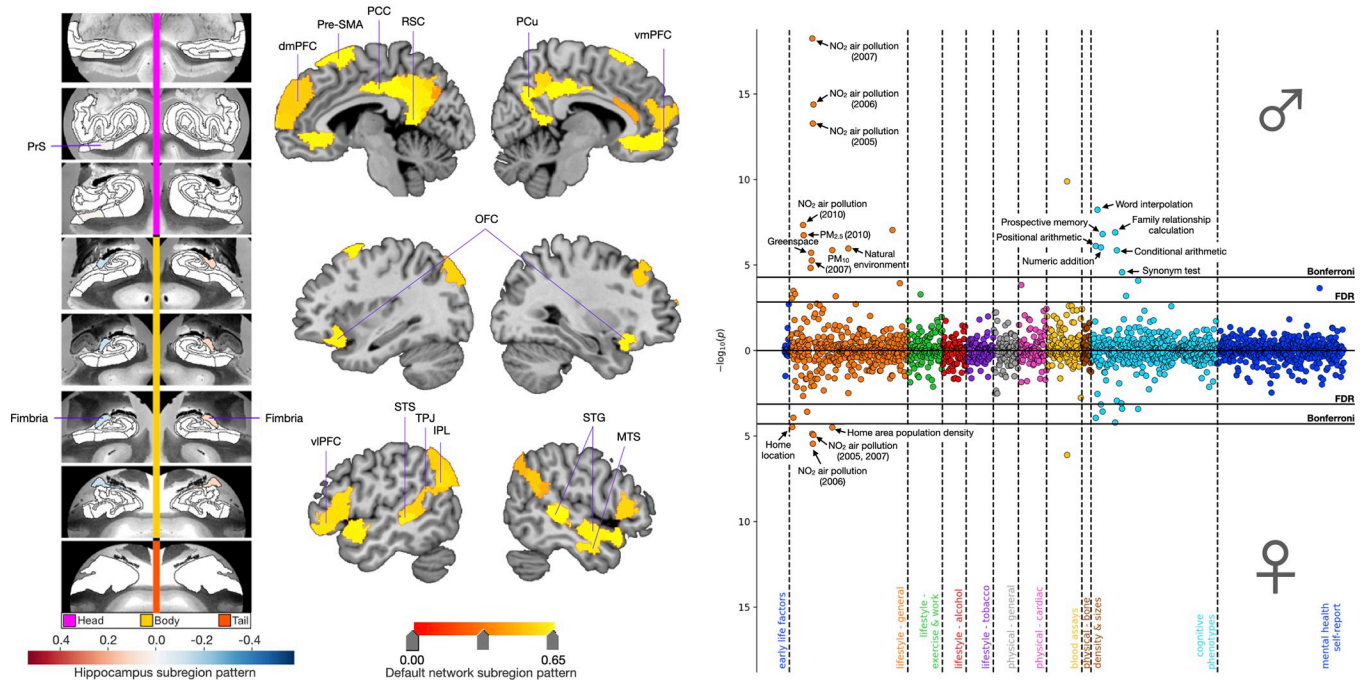 PrS
Fimbria
Fimbria
Head
Body
Tail
0.4
0.2
0.0
-0.2
-0.4
Hippocampus subregion pattern
dmPFC
Pre-SMA
PCC
RSC
PCu
vmPFC
OFC
vlPFC
STS
TPJ
IPL
STG
MTS
0.00
0.65
Default network subregion pattern
−log₁₀(p)
15
10
5
0
5
10
15
NO₂ air pollution
(2007)
NO₂ air pollution
(2006)
NO₂ air pollution
(2005)
NO₂ air pollution
(2010)
PM₂.₅ (2010)
Greenspace
PM₁₀
(2007)
Natural
environment
Word interpolation
Prospective memory
Family relationship
calculation
Positional arithmetic
Numeric addition
Conditional arithmetic
Synonym test
Bonferroni
FDR
FDR
Bonferroni
Home
location
Home area population density
NO₂ air pollution
(2005, 2007)
NO₂ air pollution
(2006)
♂
♀
early life factors
lifestyle - general
lifestyle -
exercise & work
lifestyle - alcohol
lifestyle - tobacco
physical - general
physical - cardiac
blood assays
physical - bone
density & sizes
cognitive
phenotypes
mental health
self-report